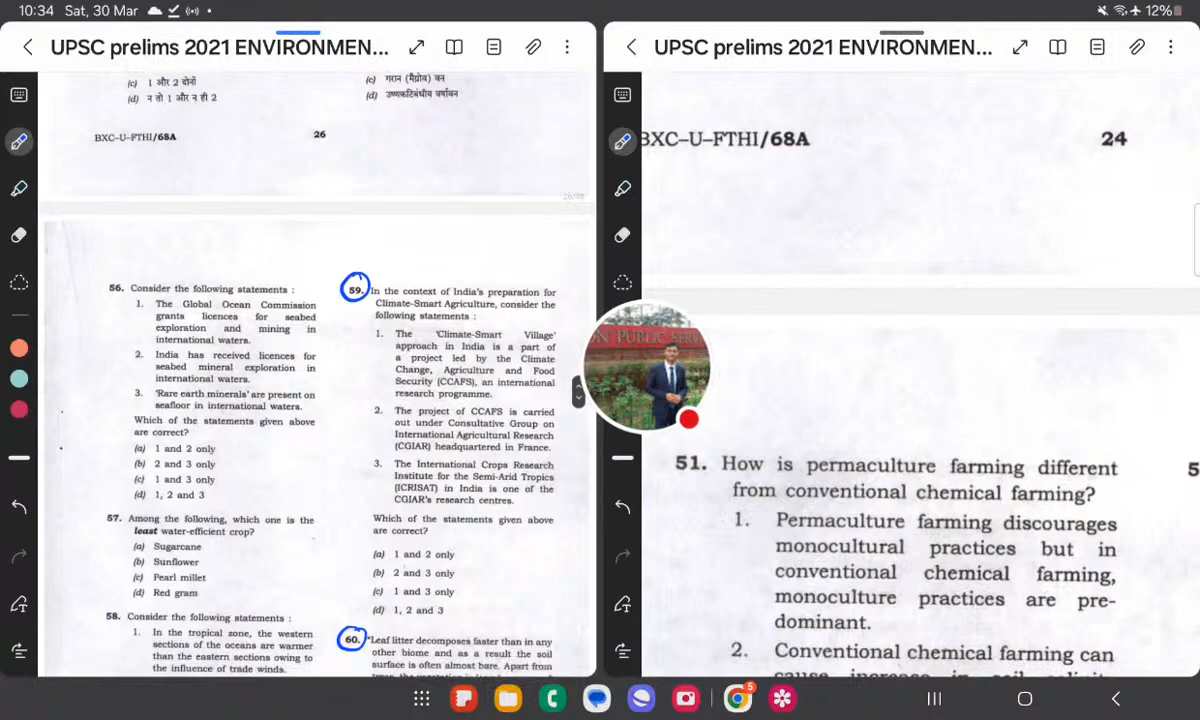 10:34 Sat, 30 Mar
12%
UPSC prelims 2021 ENVIRONMEN...
(c) 1 और 2 दोनों
(d) न तो 1 और न ही 2
(c) गरान (मैंग्रोव) वन
(d) उष्णकटिबंधीय वर्षावन
BXC-U-FTHI/68A
26
56. Consider the following statements :
1. The Global Ocean Commission
grants licences for seabed
exploration and mining in
international waters.
2. India has received licences for
seabed mineral exploration in
international waters.
3. 'Rare earth minerals' are present on
seafloor in international waters.
Which of the statements given above
are correct?
(a) 1 and 2 only
(b) 2 and 3 only
(c) 1 and 3 only
(d) 1, 2 and 3
57. Among the following, which one is the
least water-efficient crop?
(a) Sugarcane
(b) Sunflower
(c) Pearl millet
(d) Red gram
58. Consider the following statements :
1. In the tropical zone, the western
sections of the oceans are warmer
than the eastern sections owing to
the influence of trade winds.
59. In the context of India's preparation for
Climate-Smart Agriculture, consider the
following statements :
1. The 'Climate-Smart Village'
approach in India is a part of
a project led by the Climate
Change, Agriculture and Food
Security (CCAFS), an international
research programme.
2. The project of CCAFS is carried
out under Consultative Group on
International Agricultural Research
(CGIAR) headquartered in France.
3. The International Crops Research
Institute for the Semi-Arid Tropics
(ICRISAT) in India is one of the
CGIAR's research centres.
Which of the statements given above
are correct?
(a) 1 and 2 only
(b) 2 and 3 only
(c) 1 and 3 only
(d) 1, 2 and 3
60. "Leaf litter decomposes faster than in any
other biome and as a result the soil
surface is often almost bare. Apart from
UPSC prelims 2021 ENVIRONMEN...
BXC-U-FTHI/68A
24
ON PUBLIC SERV
51. How is permaculture farming different
from conventional chemical farming?
1. Permaculture farming discourages
monocultural practices but in
conventional chemical farming,
monoculture practices are pre-
dominant.
2. Conventional chemical farming can
cause increase in soil
5
5